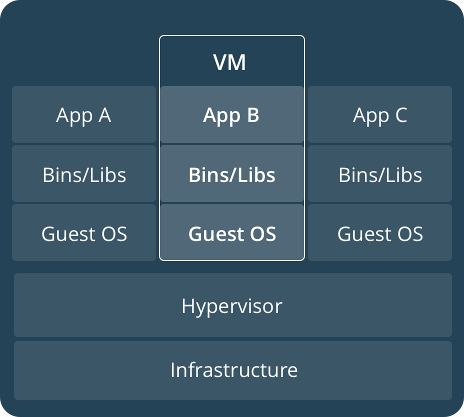 VM
App A App B App C
Bins/Libs Bins/Libs Bins/Libs
Guest OS Guest OS Guest OS
Hypervisor
Infrastructure